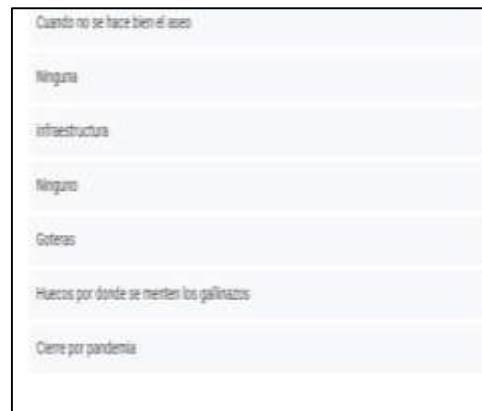 Cuando no se hace bien el aseo
Ninguna
infraestructura
Ninguno
Goteras
Huecos por donde se menten los gallinazos
Cierre por pandemia